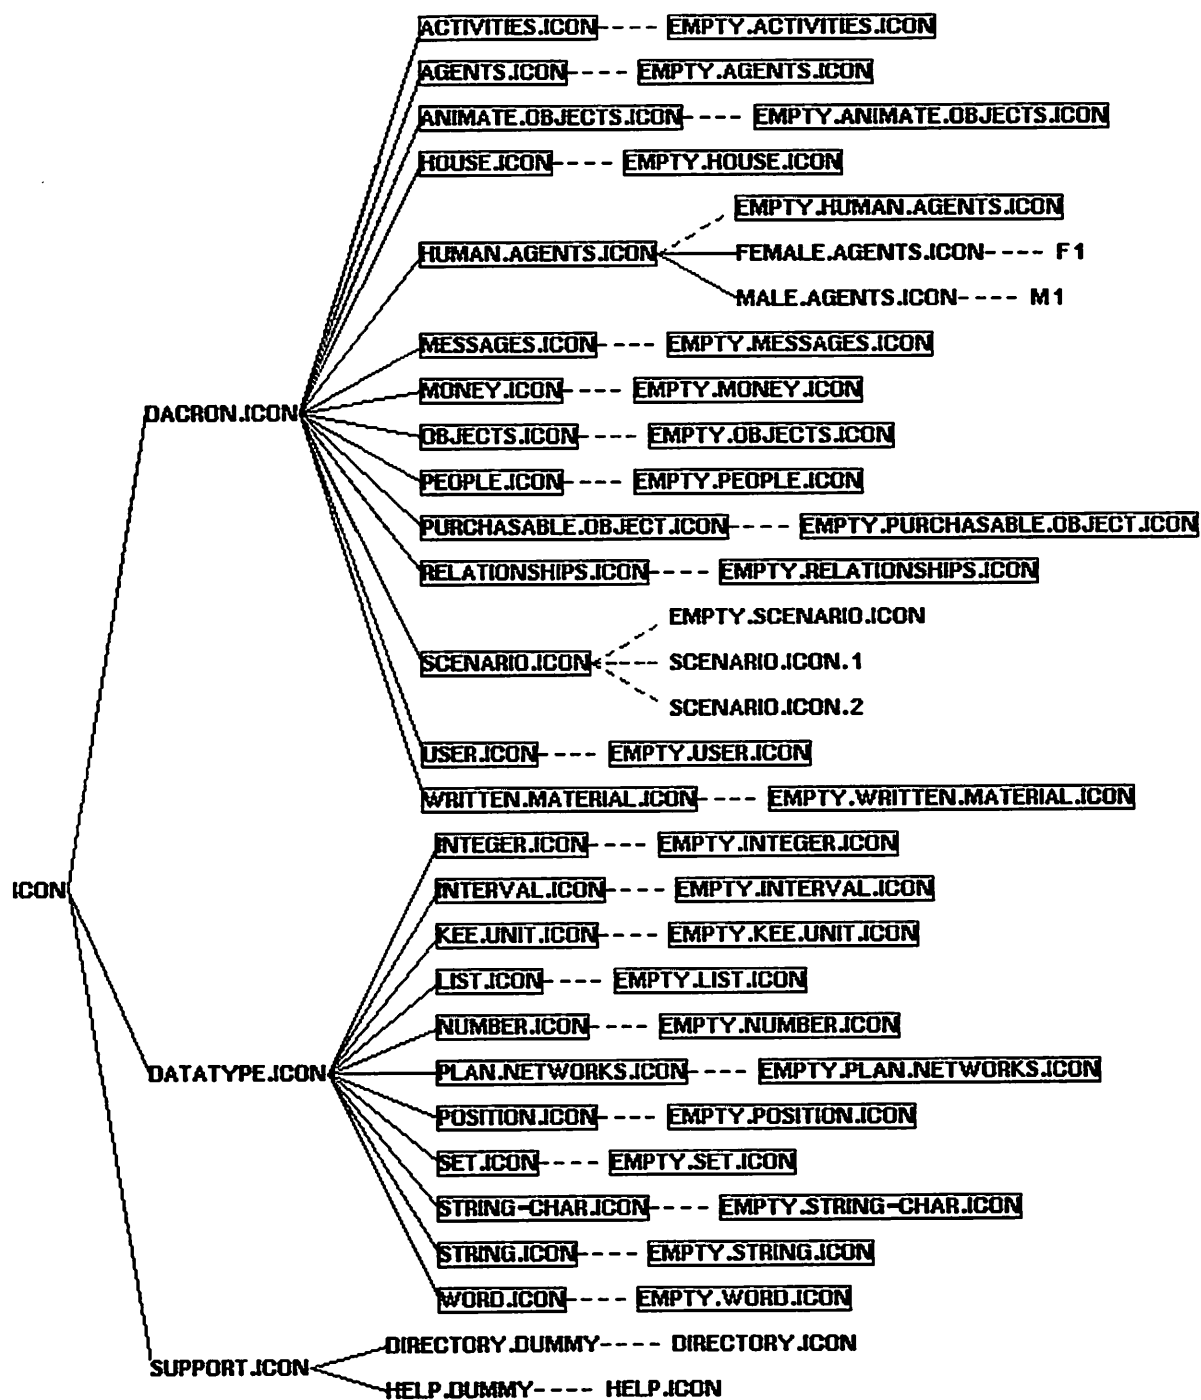 ACTIVITIES.ICON EMPTY.ACTIVITIES.ICON
AGENTS.ICON EMPTY.AGENTS.ICON
ANIMATE.OBJECTS.ICON EMPTY.ANIMATE.OBJECTS.ICON
HOUSE.ICON EMPTY.HOUSE.ICON
EMPTY.HUMAN.AGENTS.ICON
HUMAN.AGENTS.ICON FEMALE.AGENTS.ICON F1
MALE.AGENTS.ICON M1
MESSAGES.ICON EMPTY.MESSAGES.ICON
MONEY.ICON EMPTY.MONEY.ICON
DACRON.ICON
OBJECTS.ICON EMPTY.OBJECTS.ICON
PEOPLE.ICON EMPTY.PEOPLE.ICON
PURCHASABLE.OBJECT.ICON EMPTY.PURCHASABLE.OBJECT.ICON
RELATIONSHIPS.ICON EMPTY.RELATIONSHIPS.ICON
EMPTY.SCENARIO.ICON
SCENARIO.ICON SCENARIO.ICON.1
SCENARIO.ICON.2
USER.ICON EMPTY.USER.ICON
WRITTEN.MATERIAL.ICON EMPTY.WRITTEN.MATERIAL.ICON
INTEGER.ICON EMPTY.INTEGER.ICON
ICON INTERVAL.ICON EMPTY.INTERVAL.ICON
KEE.UNIT.ICON EMPTY.KEE.UNIT.ICON
LIST.ICON EMPTY.LIST.ICON
NUMBER.ICON EMPTY.NUMBER.ICON
DATATYPE.ICON PLAN.NETWORKS.ICON EMPTY.PLAN.NETWORKS.ICON
POSITION.ICON EMPTY.POSITION.ICON
SET.ICON EMPTY.SET.ICON
STRING-CHAR.ICON EMPTY.STRING-CHAR.ICON
STRING.ICON EMPTY.STRING.ICON
WORD.ICON EMPTY.WORD.ICON
DIRECTORY.DUMMY DIRECTORY.ICON
SUPPORT.ICON
HELP.DUMMY HELP.ICON